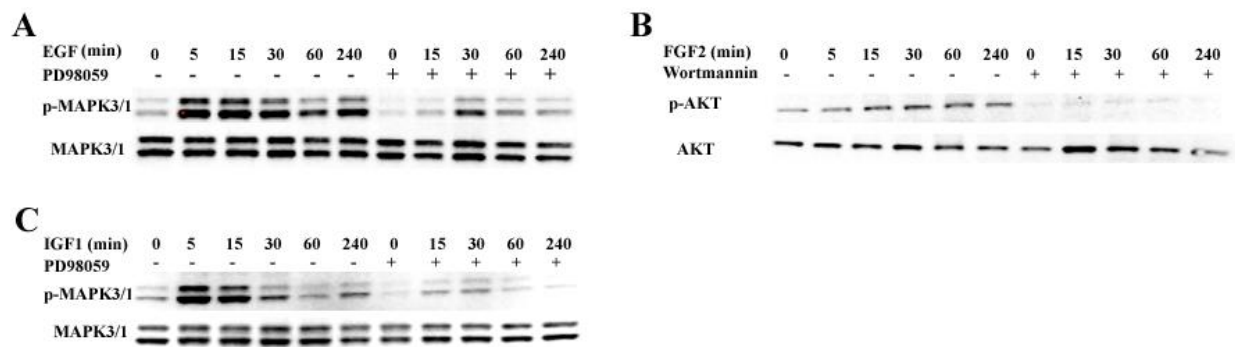 A
EGF (min) 0 5 15 30 60 240 0 15 30 60 240
PD98059 - - - - - - + + + + +
p-MAPK3/1
MAPK3/1
B
FGF2 (min) 0 5 15 30 60 240 0 15 30 60 240
Wortmannin - - - - - - + + + + +
p-AKT
AKT
C
IGF1 (min) 0 5 15 30 60 240 0 15 30 60 240
PD98059 - - - - - - + + + + +
p-MAPK3/1
MAPK3/1